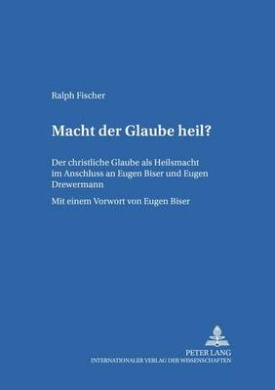 Ralph Fischer
Macht der Glaube heil?
Der christliche Glaube als Heilsmacht
im Anschluss an Eugen Biser und Eugen
Drewermann
Mit einem Vorwort von Eugen Biser
PETER LANG
INTERNATIONALER VERLAG DER WISSENSCHAFTEN